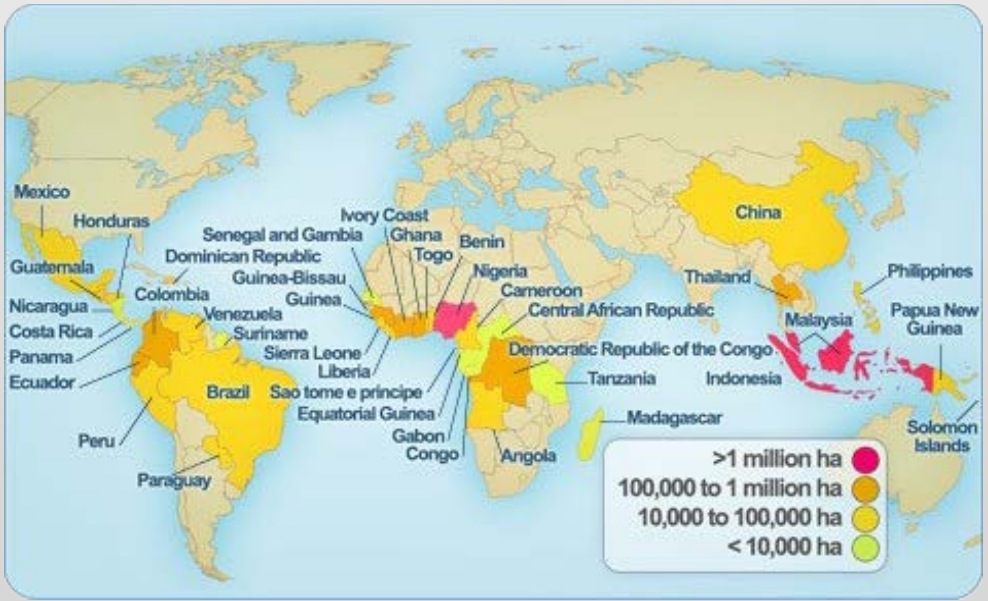 Mexico
Honduras
Guatemala
Nicaragua
Costa Rica
Panama
Ecuador
Peru
Paraguay
Brazil
Colombia
Venezuela
Suriname
Dominican Republic
Senegal and Gambia
Guinea-Bissau
Guinea
Sierra Leone
Liberia
Ivory Coast
Ghana
Togo
Benin
Nigeria
Cameroon
Central African Republic
Democratic Republic of the Congo
Sao tome e principe
Equatorial Guinea
Gabon
Congo
Angola
Tanzania
Madagascar
China
Thailand
Malaysia
Indonesia
Philippines
Papua New
Guinea
Solomon
Islands
>1 million ha
100,000 to 1 million ha
10,000 to 100,000 ha
< 10,000 ha